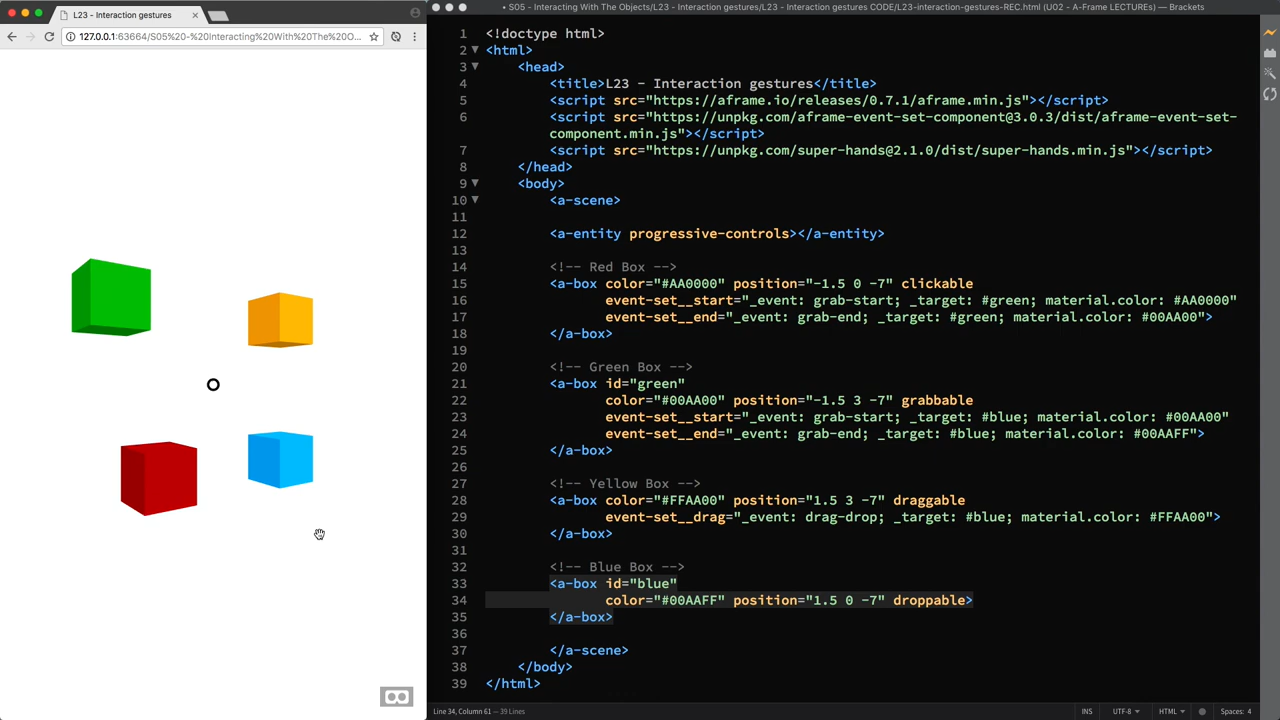 L23 - Interaction gestures
127.0.0.1:63664/S05%20-%20Interacting%20With%20The%20O...
• S05 - Interacting With The Objects/L23 - Interaction gestures/L23 - Interaction gestures CODE/L23-interaction-gestures-REC.html (U02 - A-Frame LECTUREs) — Brackets
1 <!doctype html>
2 <html>
3 <head>
4 <title>L23 - Interaction gestures</title>
5 <script src="https://aframe.io/releases/0.7.1/aframe.min.js"></script>
6 <script src="https://unpkg.com/aframe-event-set-component@3.0.3/dist/aframe-event-set-
component.min.js"></script>
7 <script src="https://unpkg.com/super-hands@2.1.0/dist/super-hands.min.js"></script>
8 </head>
9 <body>
10 <a-scene>
11
12 <a-entity progressive-controls></a-entity>
13
14 <!-- Red Box -->
15 <a-box color="#AA0000" position="-1.5 0 -7" clickable
16 event-set__start="_event: grab-start; _target: #green; material.color: #AA0000"
17 event-set__end="_event: grab-end; _target: #green; material.color: #00AA00">
18 </a-box>
19
20 <!-- Green Box -->
21 <a-box id="green"
22 color="#00AA00" position="-1.5 3 -7" grabbable
23 event-set__start="_event: grab-start; _target: #blue; material.color: #00AA00"
24 event-set__end="_event: grab-end; _target: #blue; material.color: #00AAFF">
25 </a-box>
26
27 <!-- Yellow Box -->
28 <a-box color="#FFAA00" position="1.5 3 -7" draggable
29 event-set__drag="_event: drag-drop; _target: #blue; material.color: #FFAA00">
30 </a-box>
31
32 <!-- Blue Box -->
33 <a-box id="blue"
34 color="#00AAFF" position="1.5 0 -7" droppable>
35 </a-box>
36
37 </a-scene>
38 </body>
39 </html>
Line 34, Column 61 — 39 Lines
INS UTF-8 HTML Spaces: 4